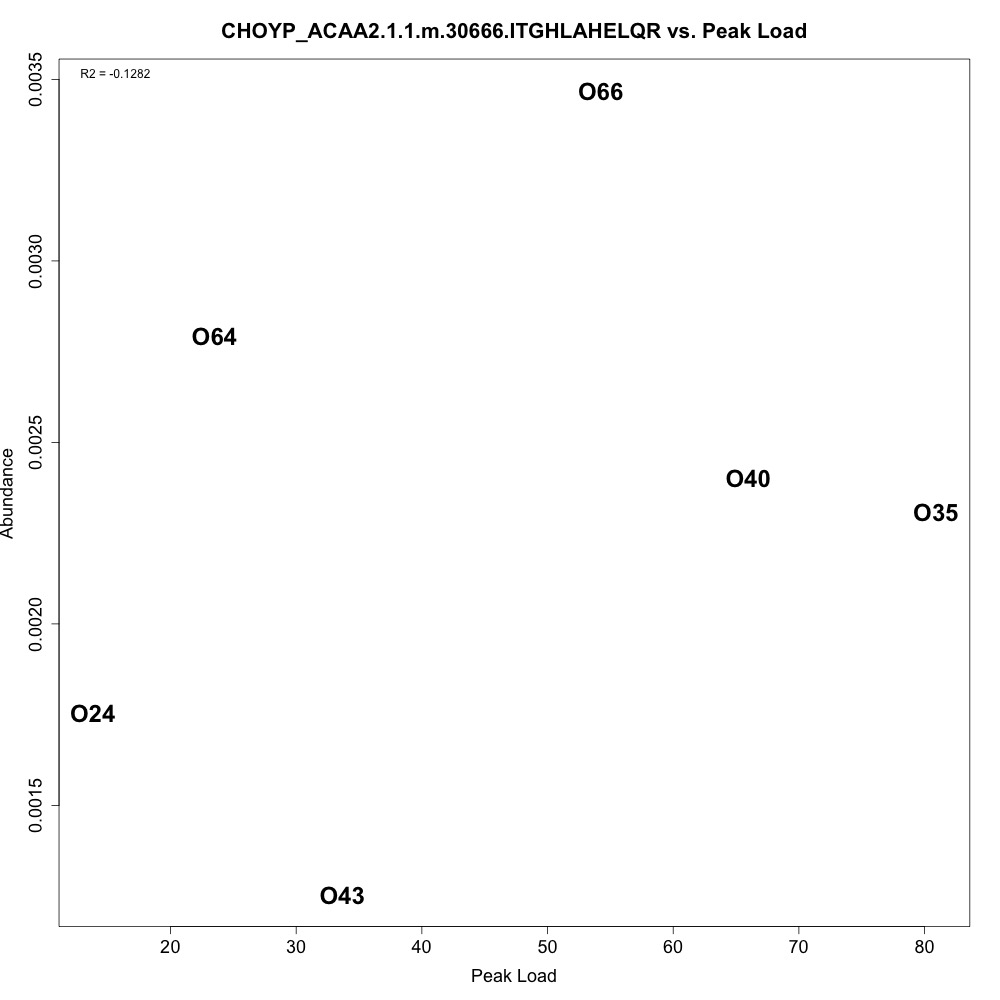 CHOYP_ACAA2.1.1.m.30666.ITGHLAHELQR vs. Peak Load
R2 = -0.1282
0.0035
O66
0.0030
O64
0.0025
Abundance
O40
O35
0.0020
O24
0.0015
O43
20 30 40 50 60 70 80
Peak Load